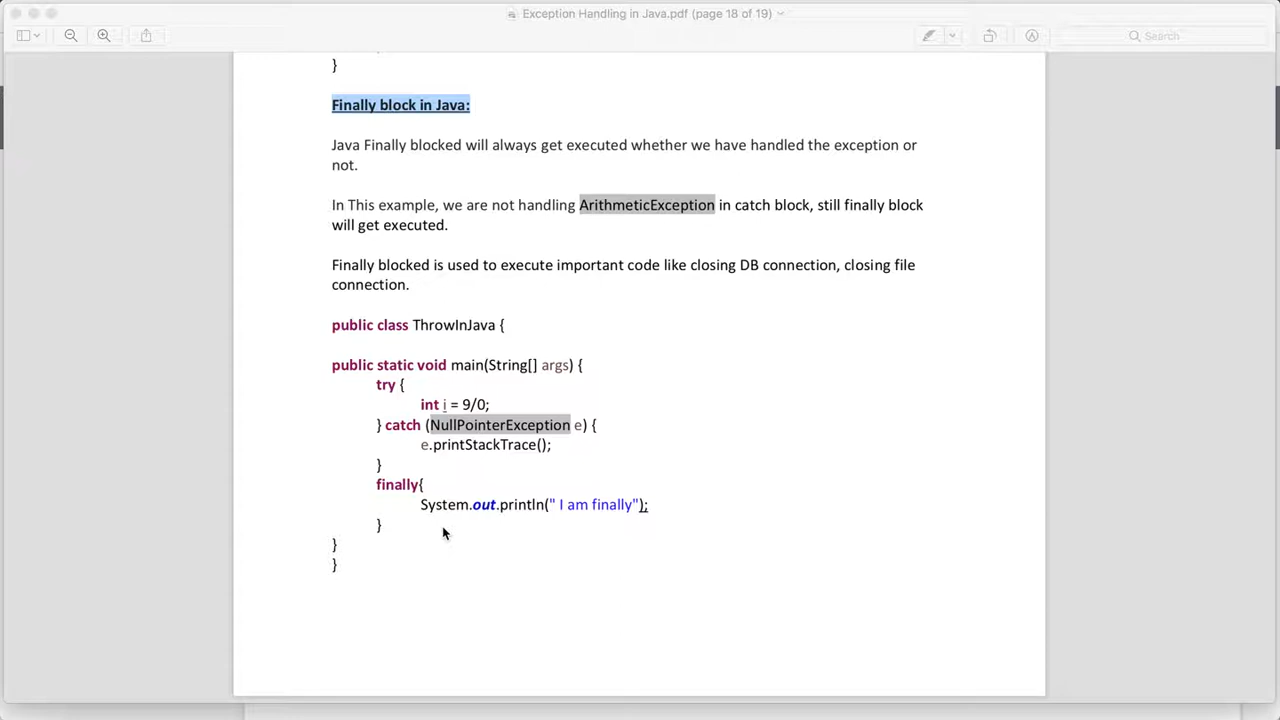 Exception Handling in Java.pdf (page 18 of 19)
Search
}
Finally block in Java:
Java Finally blocked will always get executed whether we have handled the exception or
not.
In This example, we are not handling ArithmeticException in catch block, still finally block
will get executed.
Finally blocked is used to execute important code like closing DB connection, closing file
connection.
public class ThrowInJava {
public static void main(String[] args) {
try {
int i = 9/0;
} catch (NullPointerException e) {
e.printStackTrace();
}
finally{
System.out.println(" I am finally");
}
}
}